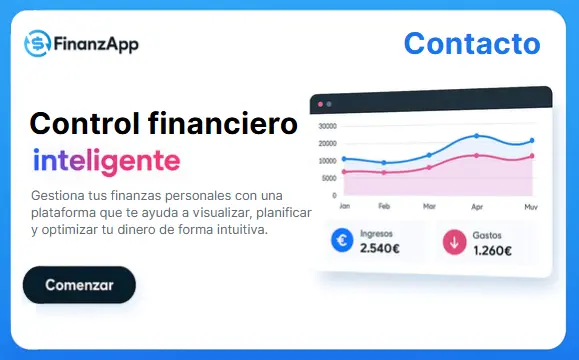 FinanzApp
Contacto
Control financiero
inteligente
Gestiona tus finanzas personales con una
plataforma que te ayuda a visualizar, planificar
y optimizar tu dinero de forma intuitiva.
Comenzar
30000
20000
10000
5000
0
Jan Feb Mar Apr Muv
Ingresos
2.540€
Gastos
1.260€